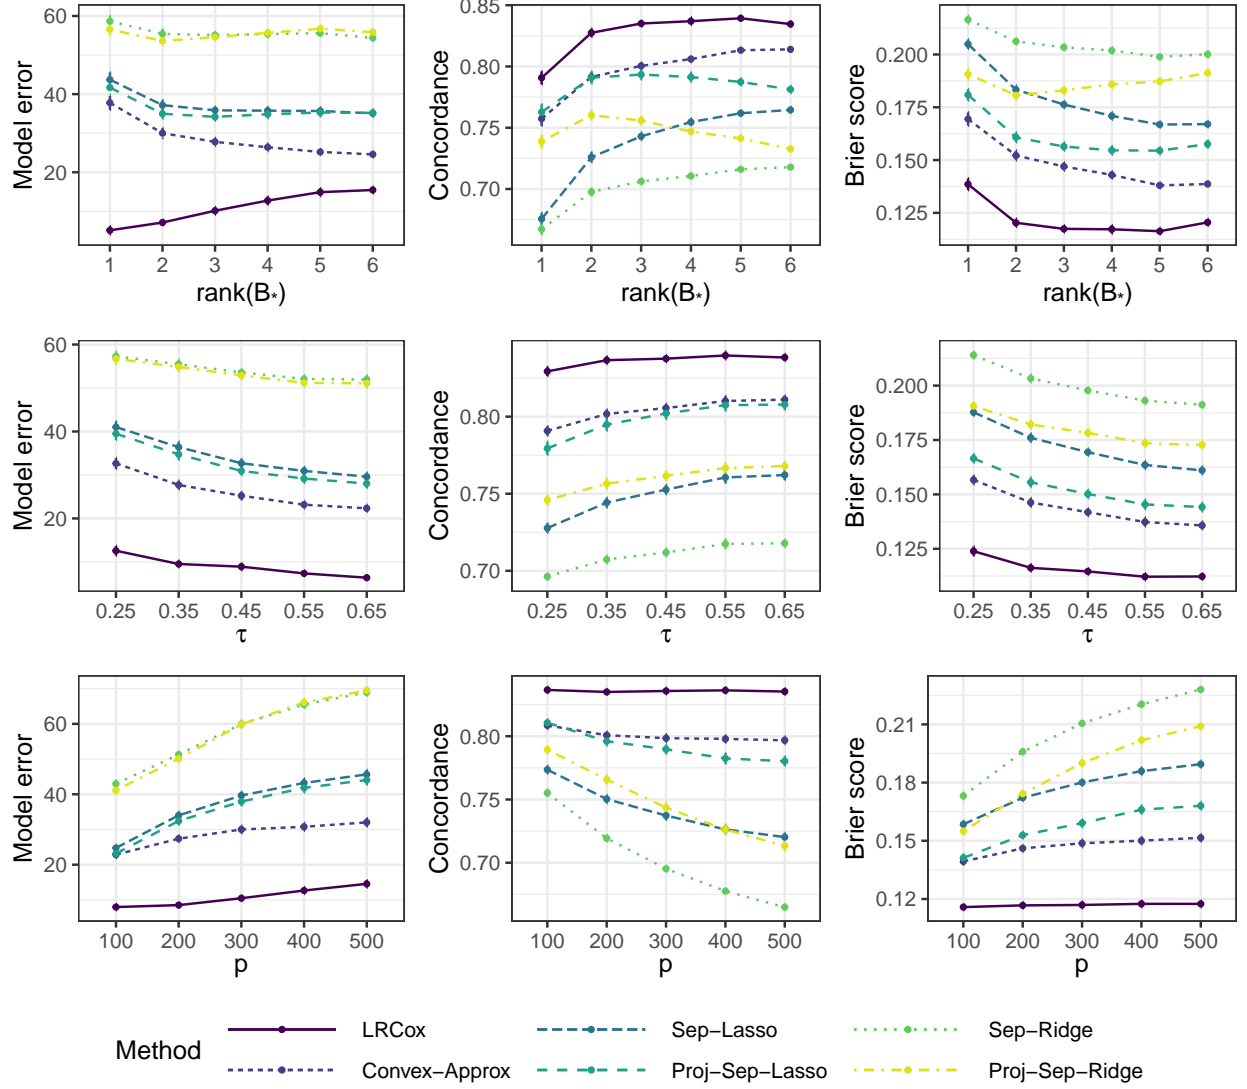 Model error
60
40
20
1 2 3 4 5 6
rank(B*)
Concordance
0.85
0.80
0.75
0.70
1 2 3 4 5 6
rank(B*)
Brier score
0.200
0.175
0.150
0.125
1 2 3 4 5 6
rank(B*)
Model error
60
40
20
0.25 0.35 0.45 0.55 0.65
τ
Concordance
0.80
0.75
0.70
0.25 0.35 0.45 0.55 0.65
τ
Brier score
0.200
0.175
0.150
0.125
0.25 0.35 0.45 0.55 0.65
τ
Model error
60
40
20
100 200 300 400 500
p
Concordance
0.80
0.75
0.70
100 200 300 400 500
p
Brier score
0.21
0.18
0.15
0.12
100 200 300 400 500
p
Method
LRCox
Convex−Approx
Sep−Lasso
Proj−Sep−Lasso
Sep−Ridge
Proj−Sep−Ridge